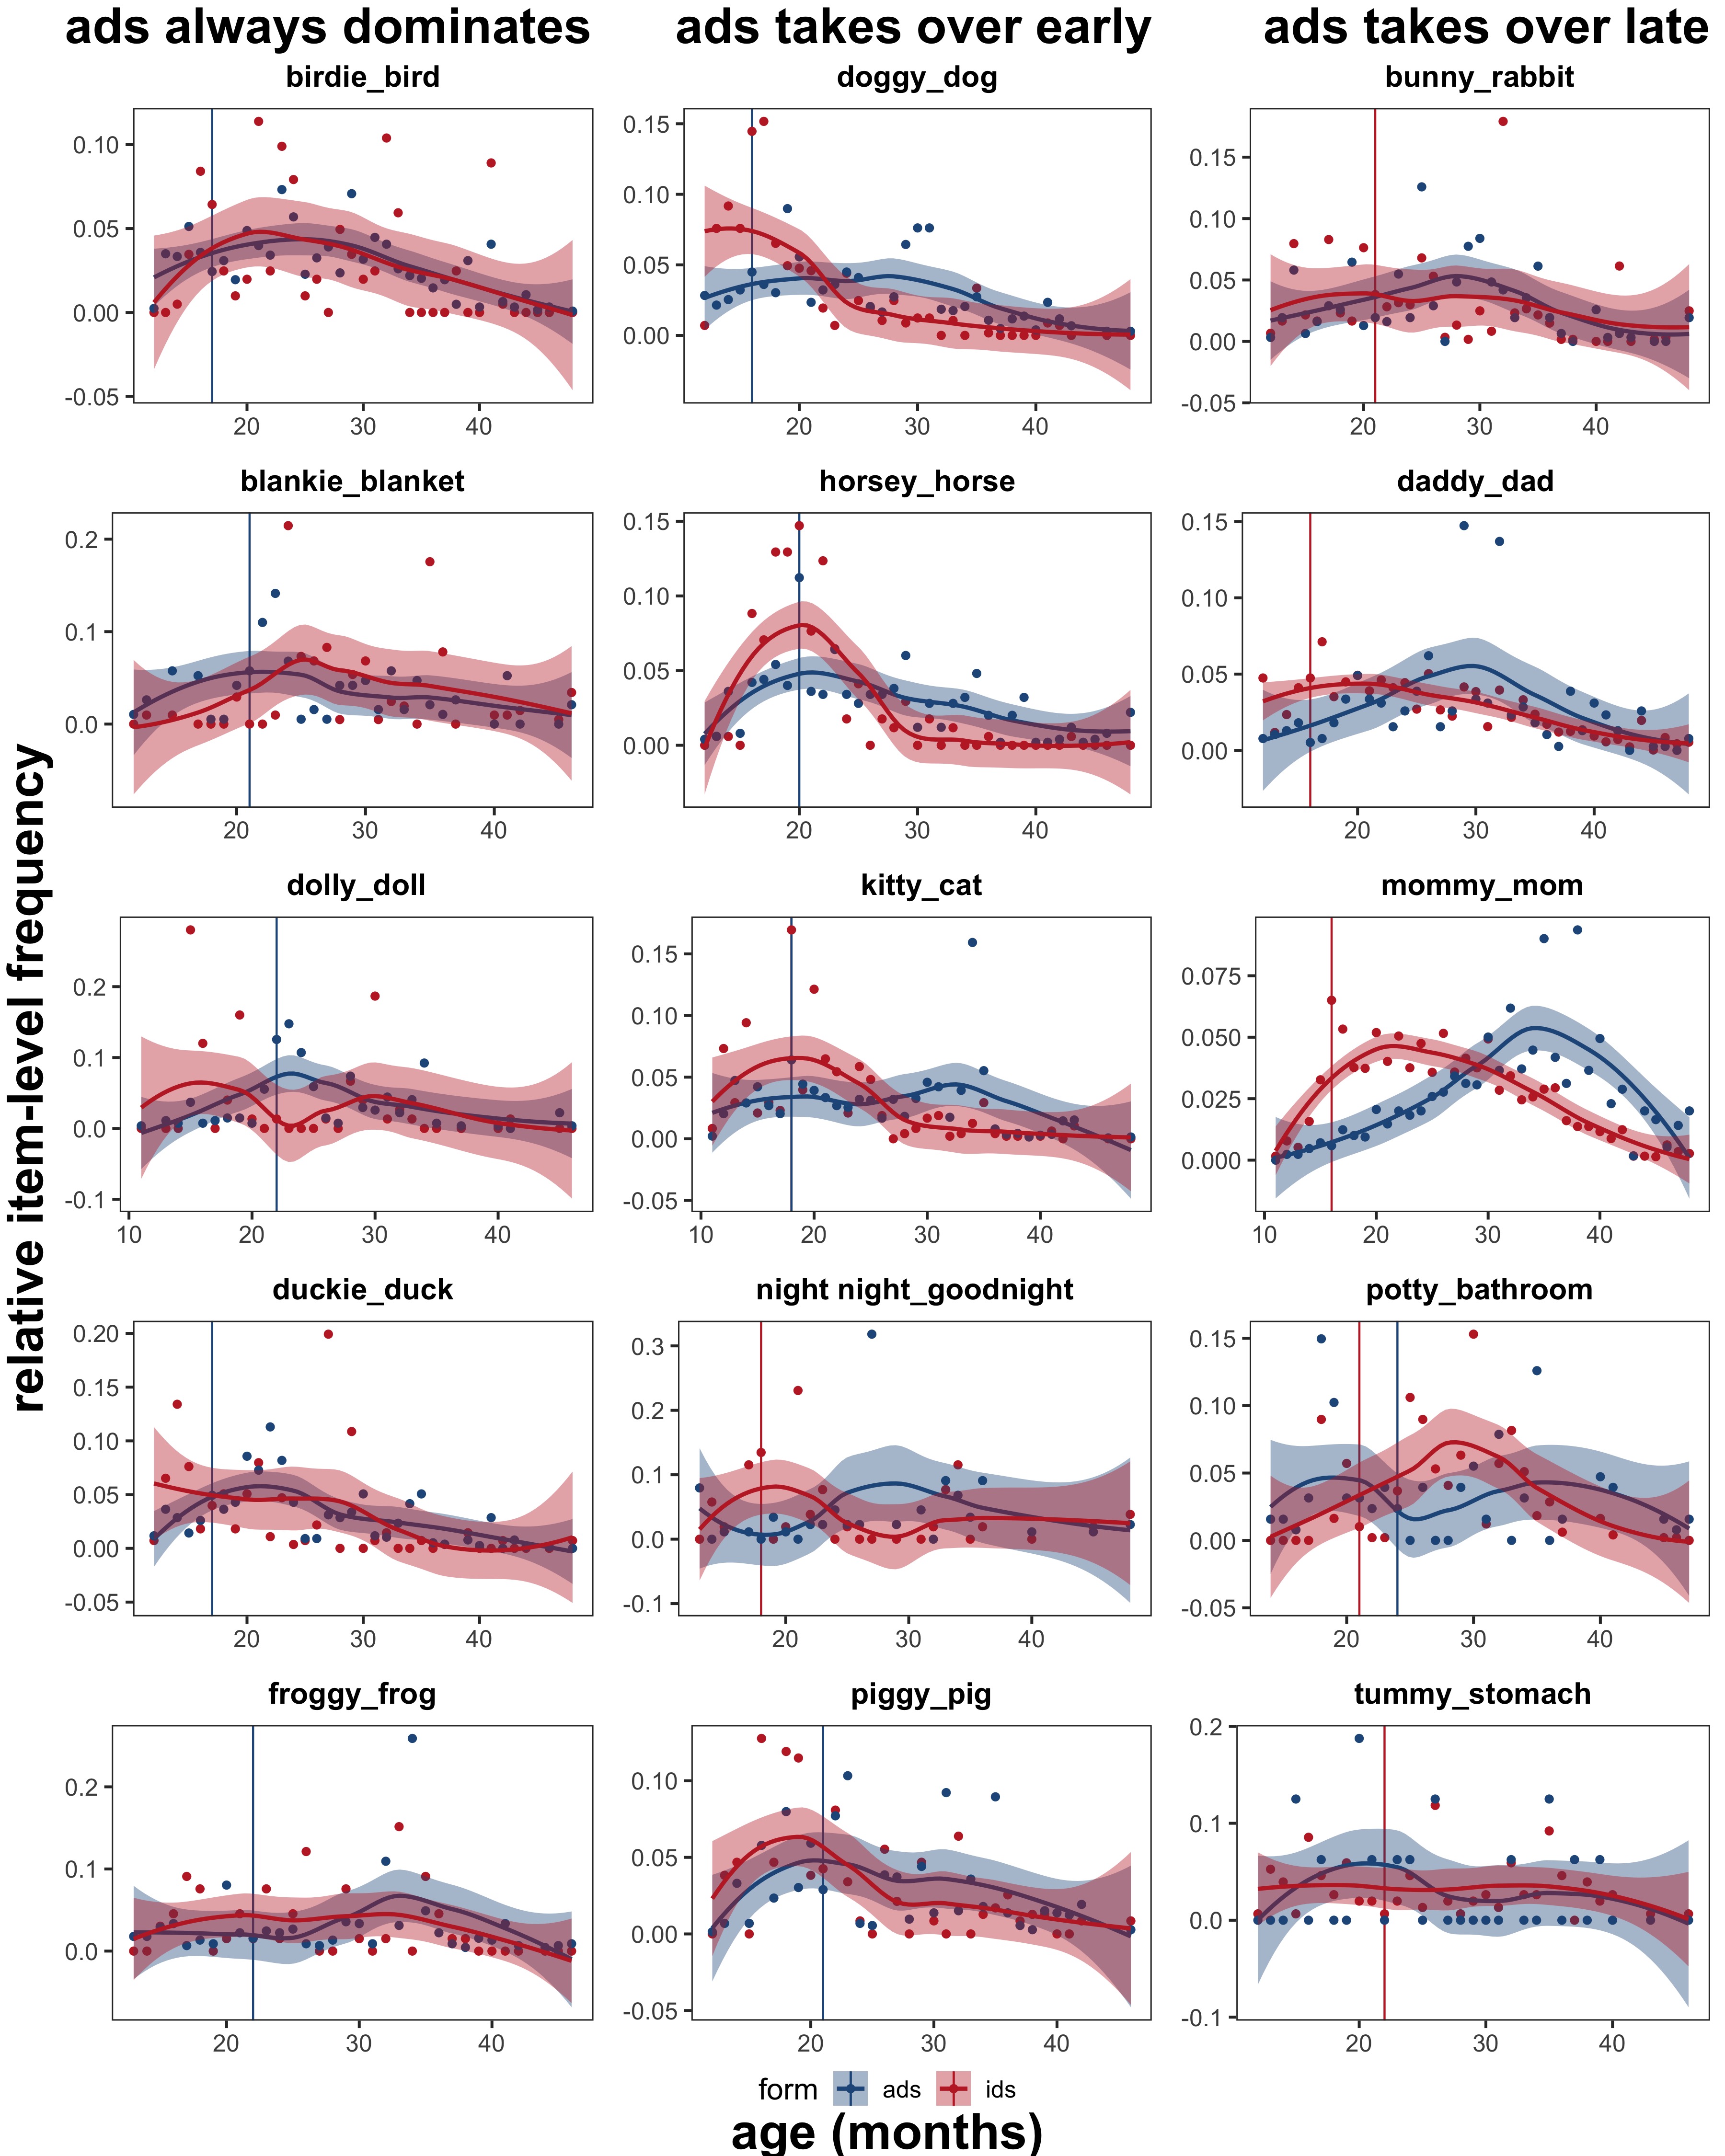 ads always dominates ads takes over early ads takes over late
birdie_bird doggy_dog bunny_rabbit
0.10 0.05 0.00 -0.05
20 30 40
0.15 0.10 0.05 0.00
20 30 40
0.15 0.10 0.05 0.00 -0.05
20 30 40
blankie_blanket horsey_horse daddy_dad
0.2 0.1 0.0
20 30 40
0.15 0.10 0.05 0.00
20 30 40
0.15 0.10 0.05 0.00
20 30 40
relative item-level frequency
dolly_doll kitty_cat mommy_mom
0.2 0.1 0.0 -0.1
10 20 30 40
0.15 0.10 0.05 0.00 -0.05
10 20 30 40
0.075 0.050 0.025 0.000
10 20 30 40
duckie_duck night night_goodnight potty_bathroom
0.20 0.15 0.10 0.05 0.00 -0.05
20 30 40
0.3 0.2 0.1 0.0 -0.1
20 30 40
0.15 0.10 0.05 0.00 -0.05
20 30 40
froggy_frog piggy_pig tummy_stomach
0.2 0.1 0.0
20 30 40
0.10 0.05 0.00 -0.05
20 30 40
0.2 0.1 0.0 -0.1
20 30 40
form ads ids
age (months)